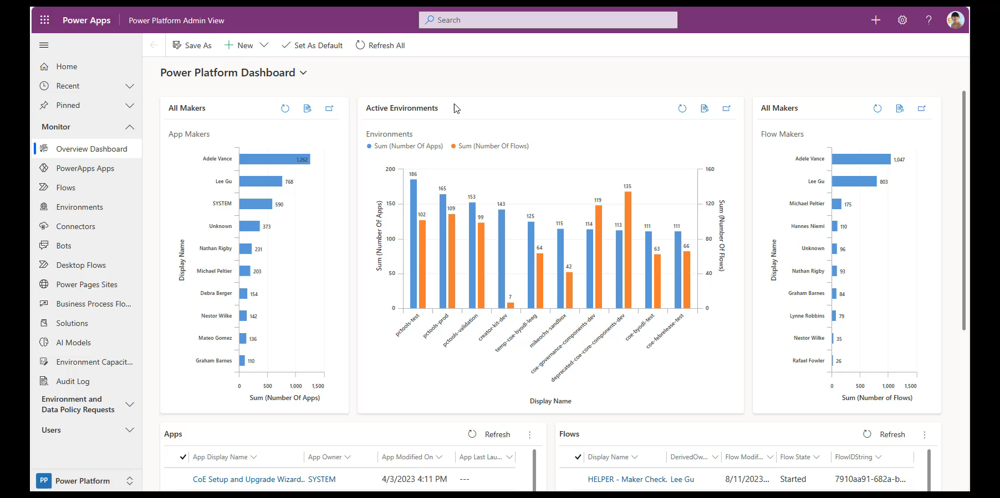 Power Apps
Power Platform Admin View
Search
Save As
New
Set As Default
Refresh All
Home
Recent
Pinned
Monitor
Overview Dashboard
PowerApps Apps
Flows
Environments
Connectors
Bots
Desktop Flows
Power Pages Sites
Business Process Flo...
Solutions
AI Models
Environment Capacit...
Audit Log
Environment and
Data Policy Requests
Users
PP Power Platform
Power Platform Dashboard
All Makers
App Makers
Display Name
Adele Vance 1,262
Lee Gu 768
SYSTEM 590
Unknown 373
Nathan Rigby 231
Michael Peltier 203
Debra Berger 154
Nestor Wilke 142
Mateo Gomez 136
Graham Barnes 110
0 500 1,000 1,500
Sum (Number Of Apps)
Active Environments
Environments
Sum (Number Of Apps) Sum (Number Of Flows)
Sum (Number Of Apps)
200
150
100
50
0
186 102
165 109
153 99
143 7
125 64
115 42
114 119
113 135
111 63
111 66
160
120
80
40
0
Sum (Number Of Flows)
pctools-test
pctools-prod
pctools-validation
creator-kit-dev
temp-coe-byodl-leeg
mikeochs-sandbox
coe-governance-components-dev
deprecated-coe-core-components-dev
coe-byodl-test
coe-febrelease-test
Display Name
All Makers
Flow Makers
Display Name
Adele Vance 1,047
Lee Gu 803
Michael Peltier 175
Hannes Niemi 110
Unknown 96
Nathan Rigby 93
Graham Barnes 84
Lynne Robbins 79
Nestor Wilke 35
Rafael Fowler 26
0 500 1,000 1,500
Sum (Number of Flows)
Apps
Refresh
App Display Name App Owner App Modified On App Last Lau...
CoE Setup and Upgrade Wizard.. SYSTEM 4/3/2023 4:11 PM ---
Flows
Refresh
Display Name DerivedOw... Flow Modif... Flow State FlowIDString
HELPER - Maker Check. Lee Gu 8/11/2023... Started 7910aa91-682a-b...